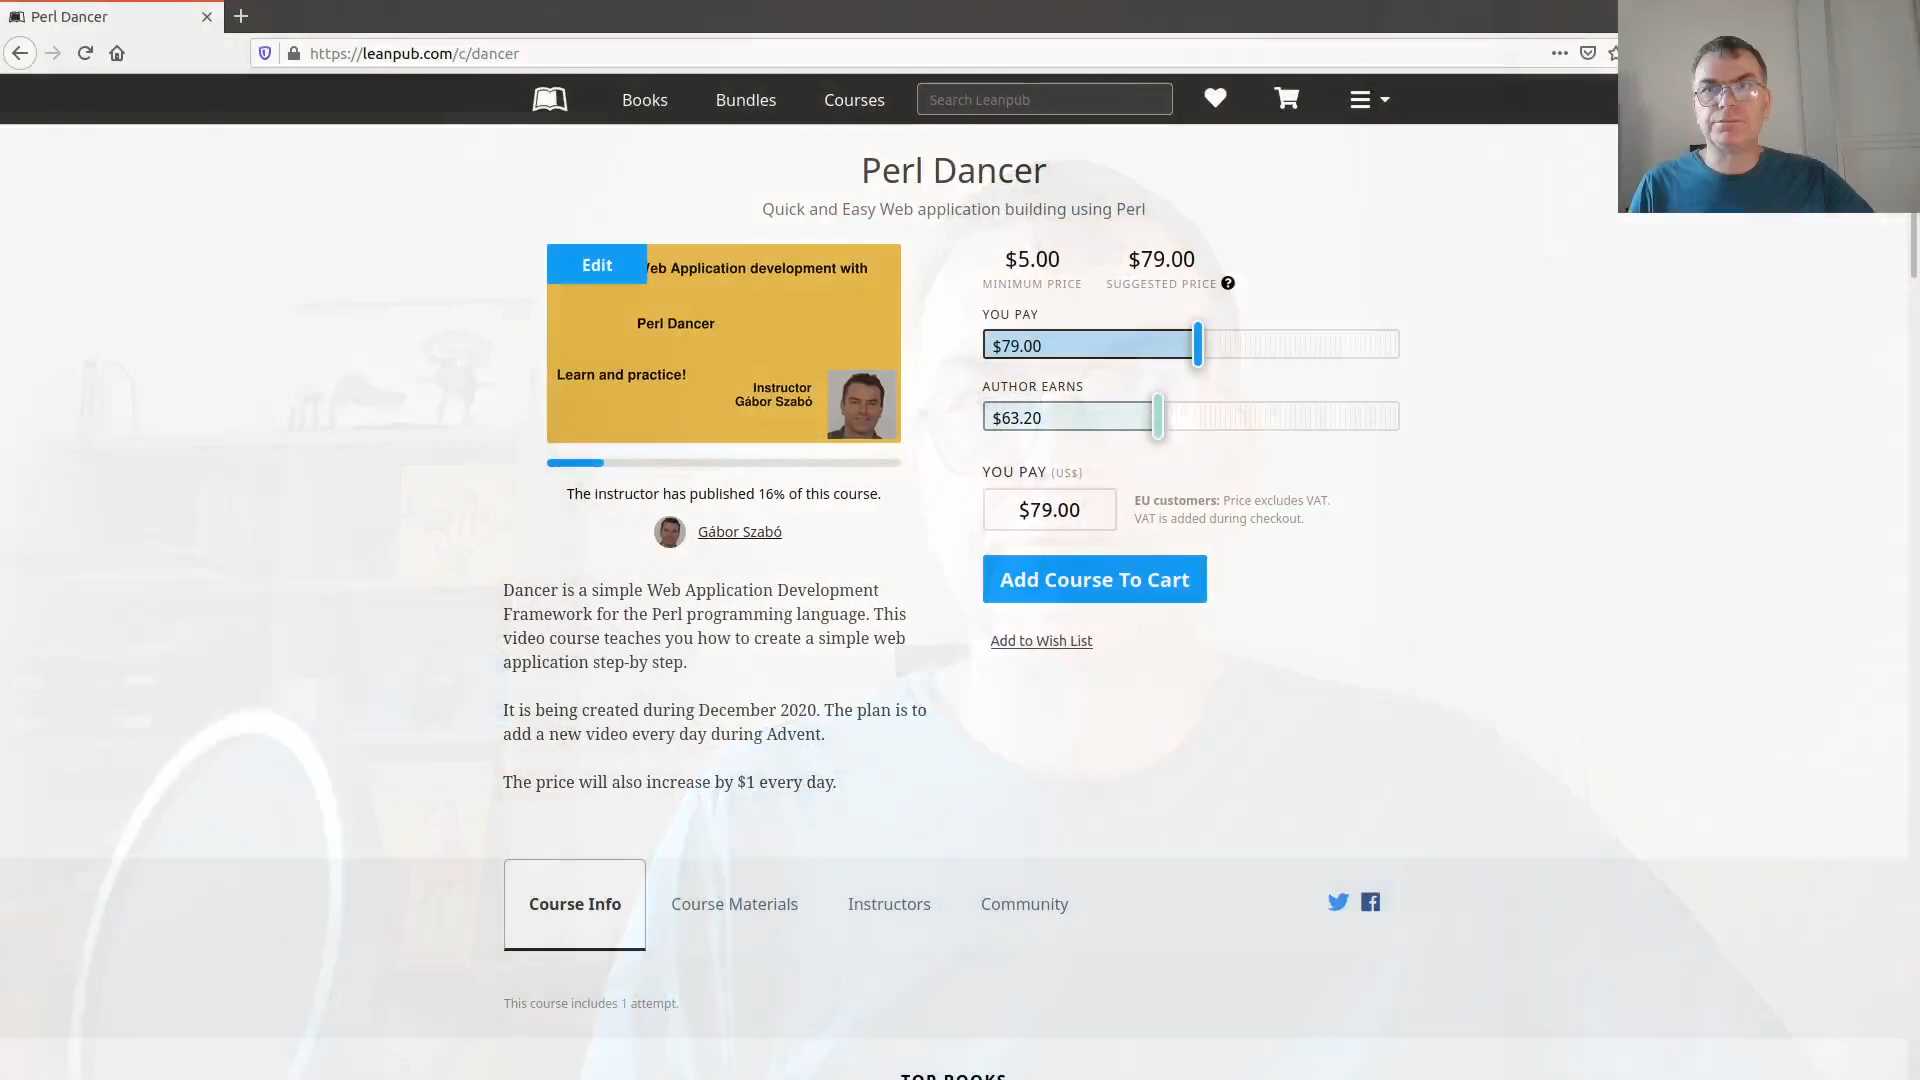 Perl Dancer
https://leanpub.com/c/dancer
Books
Bundles
Courses
Search Leanpub
Perl Dancer
Quick and Easy Web application building using Perl
Edit
eb Application development with
Perl Dancer
Learn and practice!
Instructor
Gábor Szabó
The instructor has published 16% of this course.
Gábor Szabó
Dancer is a simple Web Application Development
Framework for the Perl programming language. This
video course teaches you how to create a simple web
application step-by step.
It is being created during December 2020. The plan is to
add a new video every day during Advent.
The price will also increase by $1 every day.
$5.00
MINIMUM PRICE
$79.00
SUGGESTED PRICE ?
YOU PAY
$79.00
AUTHOR EARNS
$63.20
YOU PAY (US$)
$79.00
EU customers: Price excludes VAT.
VAT is added during checkout.
Add Course To Cart
Add to Wish List
Course Info
Course Materials
Instructors
Community
This course includes 1 attempt.
TOP BOOKS